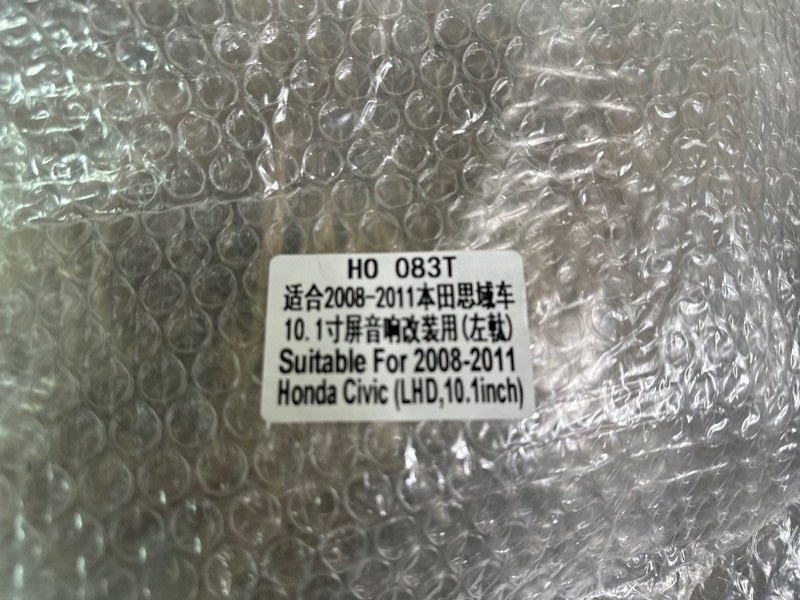 HO 083T
适合2008-2011本田思域车
10.1寸屏音响改装用(左軚)
Suitable For 2008-2011
Honda Civic (LHD,10.1inch)